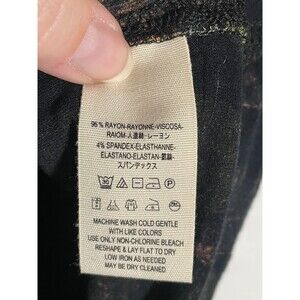 96% RAYON-RAYONNE-VISCOSA-
RAIOM-人造絲-レーヨン
4% SPANDEX-ELASTHANNE-
ELASTANO-ELASTAN-氨綸-
スパンデックス
30
P
MACHINE WASH COLD GENTLE
WITH LIKE COLORS
USE ONLY NON-CHLORINE BLEACH
RESHAPE & LAY FLAT TO DRY
LOW IRON AS NEEDED
MAY BE DRY CLEANED